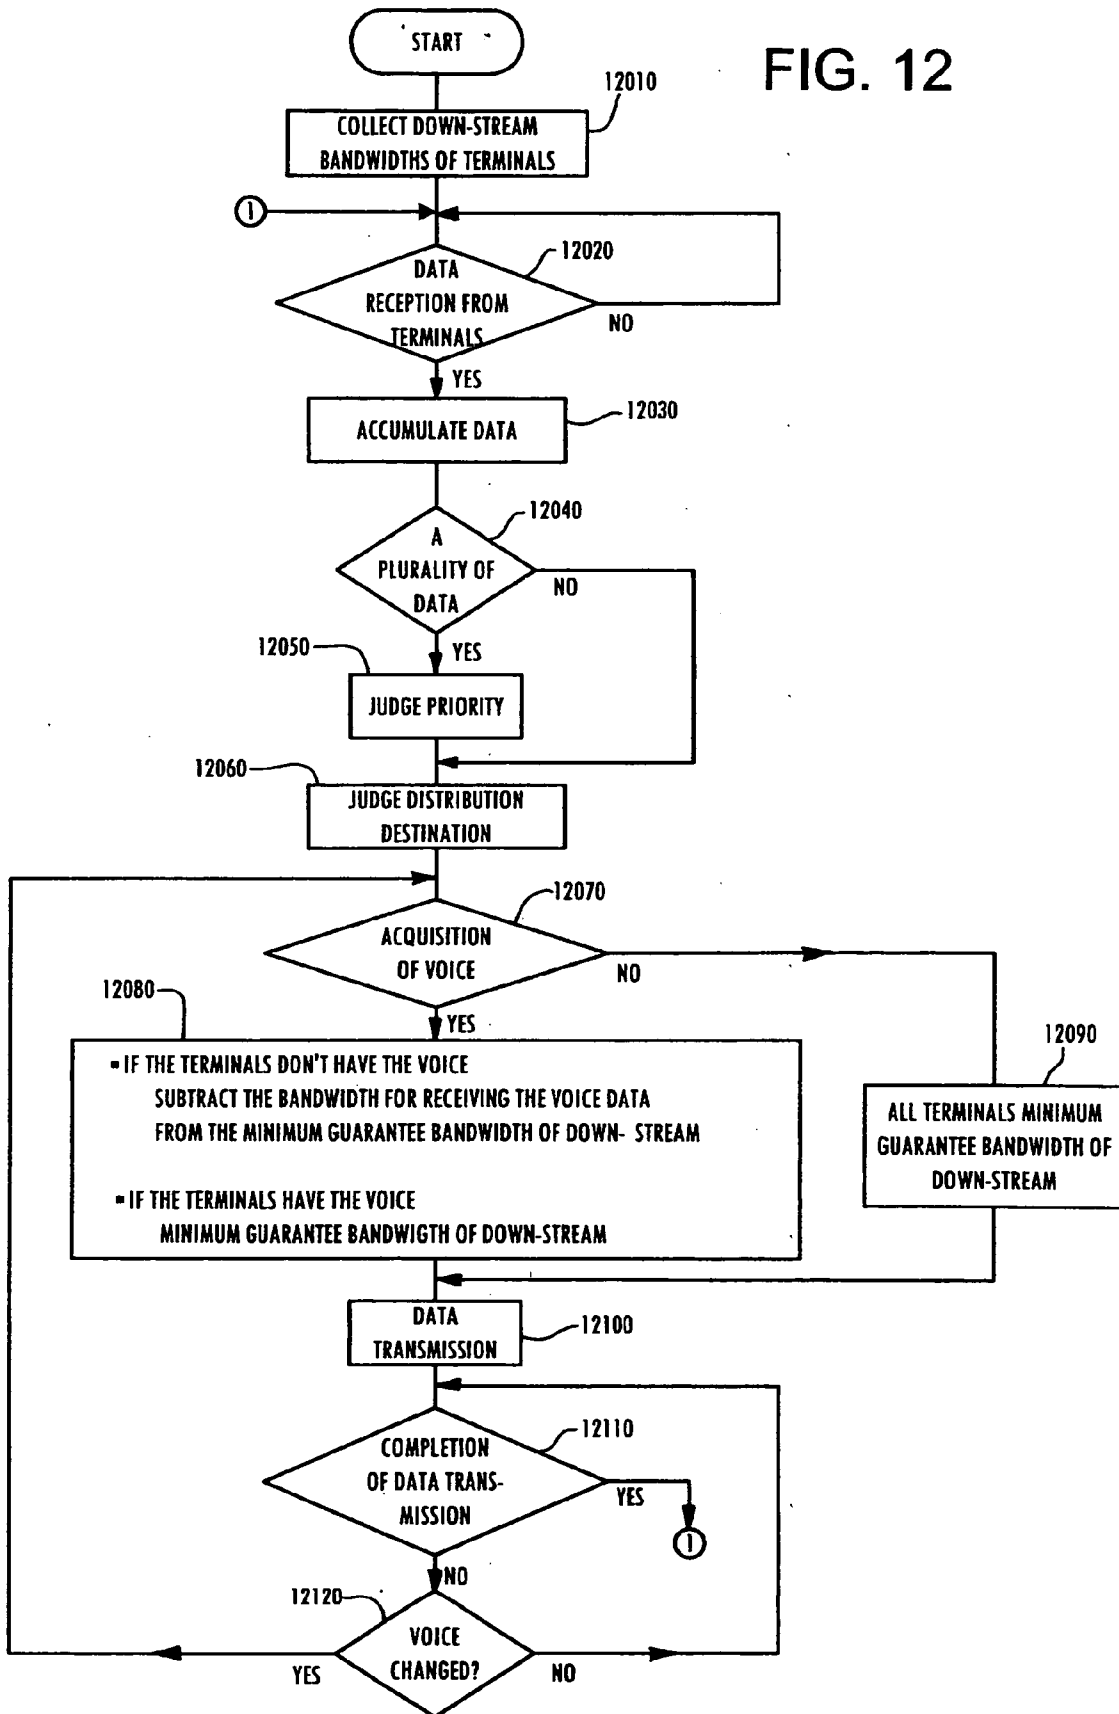 START
FIG. 12
12010
COLLECT DOWN-STREAM
BANDWIDTHS OF TERMINALS
1
12020
DATA
RECEPTION FROM
TERMINALS
NO
YES
12030
ACCUMULATE DATA
12040
A
PLURALITY OF
DATA
NO
YES
12050
JUDGE PRIORITY
12060
JUDGE DISTRIBUTION
DESTINATION
12070
ACQUISITION
OF VOICE
NO
YES
12080
▪ IF THE TERMINALS DON'T HAVE THE VOICE
SUBTRACT THE BANDWIDTH FOR RECEIVING THE VOICE DATA
FROM THE MINIMUM GUARANTEE BANDWIDTH OF DOWN- STREAM
▪ IF THE TERMINALS HAVE THE VOICE
MINIMUM GUARANTEE BANDWIGTH OF DOWN-STREAM
12090
ALL TERMINALS MINIMUM
GUARANTEE BANDWIDTH OF
DOWN-STREAM
DATA
TRANSMISSION
12100
12110
COMPLETION
OF DATA TRANS-
MISSION
YES
1
NO
12120
VOICE
CHANGED?
YES
NO